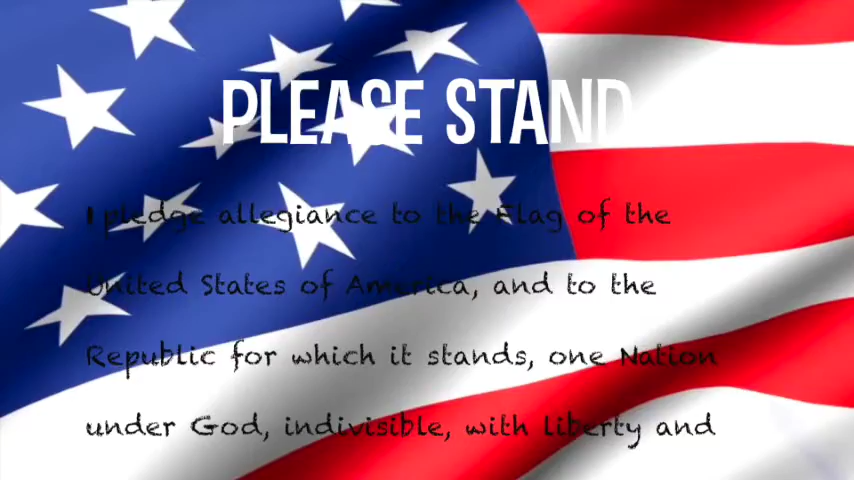 PLEASE STAND
I pledge allegiance to the Flag of the
United States of America, and to the
Republic for which it stands, one Nation
under God, indivisible, with liberty and